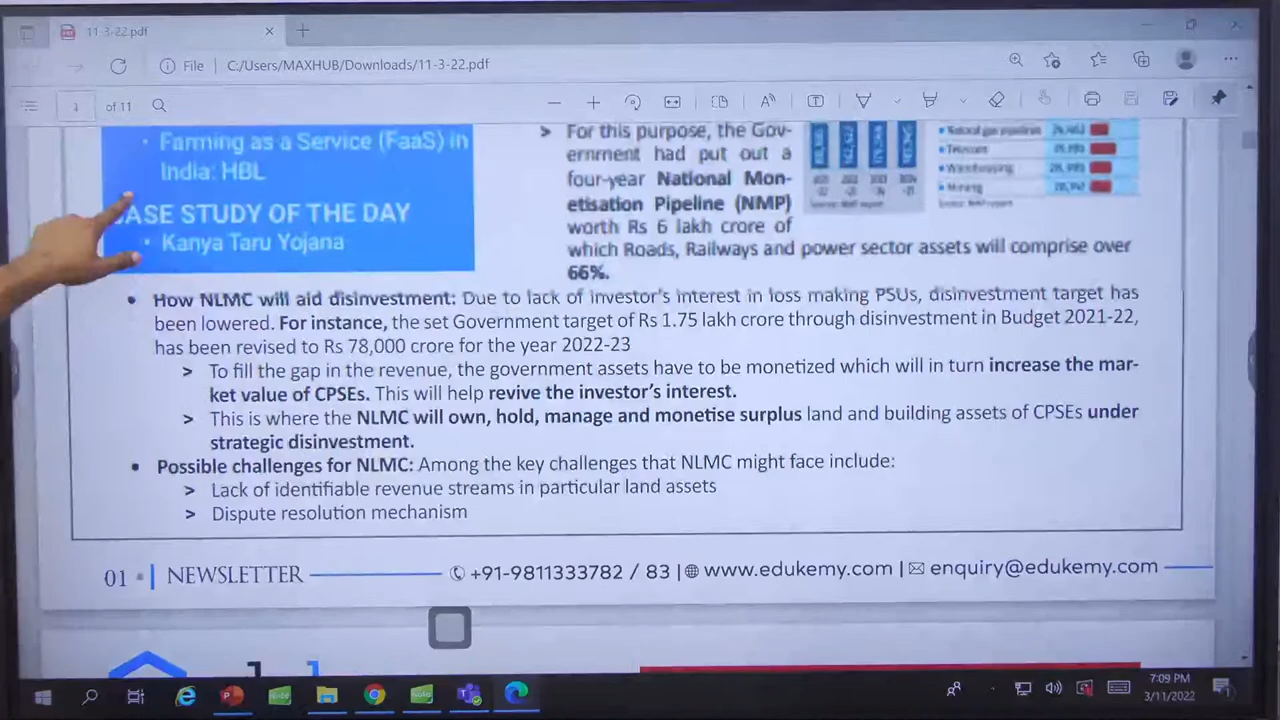 11-3-22.pdf
File
C:/Users/MAXHUB/Downloads/11-3-22.pdf
1 of 11
• Farming as a Service (FaaS) in
India: HBL
CASE STUDY OF THE DAY
• Kanya Taru Yojana
> For this purpose, the Gov-
ernment had put out a
four-year National Mon-
etisation Pipeline (NMP)
worth Rs 6 lakh crore of
which Roads, Railways and power sector assets will comprise over
66%.
• Natural gas pipelines
• Telecom
• Warehousing
• Mining
• How NLMC will aid disinvestment: Due to lack of investor's interest in loss making PSUs, disinvestment target has
been lowered. For instance, the set Government target of Rs 1.75 lakh crore through disinvestment in Budget 2021-22,
has been revised to Rs 78,000 crore for the year 2022-23
> To fill the gap in the revenue, the government assets have to be monetized which will in turn increase the mar-
ket value of CPSEs. This will help revive the investor's interest.
> This is where the NLMC will own, hold, manage and monetise surplus land and building assets of CPSEs under
strategic disinvestment.
• Possible challenges for NLMC: Among the key challenges that NLMC might face include:
> Lack of identifiable revenue streams in particular land assets
> Dispute resolution mechanism
01 NEWSLETTER +91-9811333782 / 83 | www.edukemy.com | enquiry@edukemy.com
7:09 PM
3/11/2022